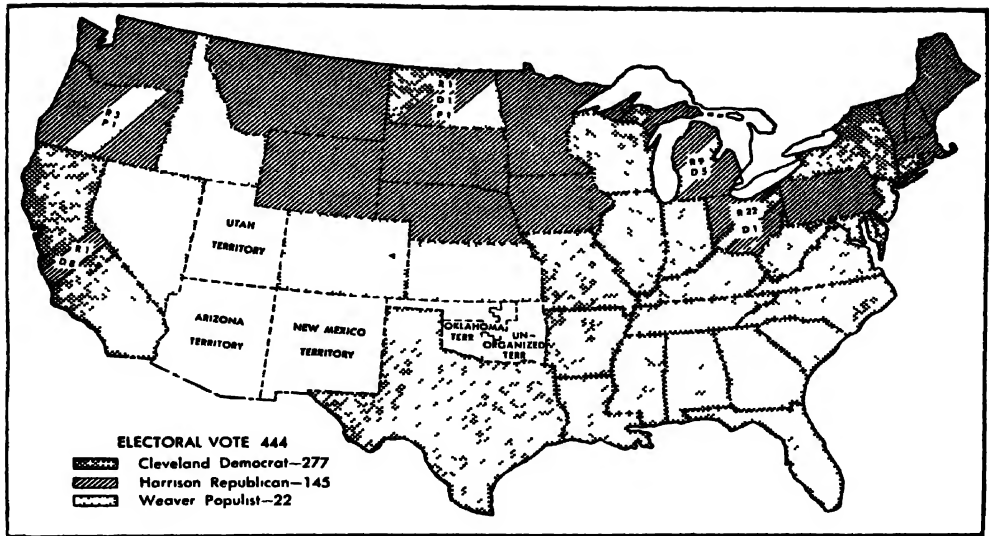 R 3
P 1
R 1
D 1
P 1
R 9
D 5
R 22
D 1
R 1
D 8
UTAH
TERRITORY
ARIZONA
TERRITORY
NEW MEXICO
TERRITORY
OKLAHOMA
TERR
UN-
ORGANIZED
TERR
ELECTORAL VOTE 444
Cleveland Democrat—277
Harrison Republican—145
Weaver Populist—22